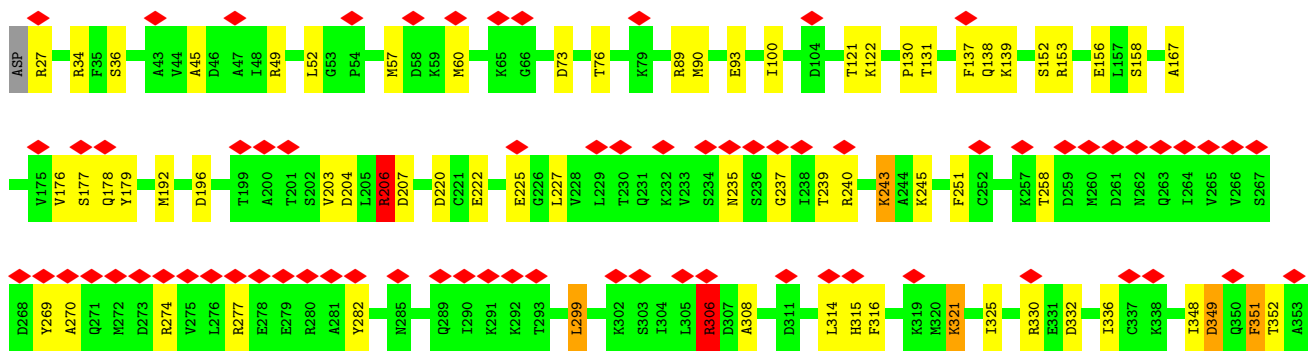 ASP R27 R34 F35 S36 A43 V44 A45 D46 A47 I48 R49 L52 G53 P54 M57 D58 K59 M60 K65 G66 D73 T76 K79 R89 M90 E93 I100 D104 T121 K122 P130 T131 F137 Q138 K139 S152 R153 E156 L157 S158 A167
V175 V176 S177 Q178 Y179 M192 D196 T199 A200 T201 S202 V203 D204 L205 R206 D207 D220 C221 E222 E225 G226 L227 V228 L229 T230 Q231 K232 V233 S234 N235 S236 G237 I238 T239 R240 K243 A244 K245 F251 C252 K257 T258 D259 M260 D261 N262 Q263 I264 V265 V266 S267
D268 Y269 A270 Q271 M272 D273 R274 V275 L276 R277 E278 E279 R280 A281 Y282 N285 Q289 I290 K291 K292 T293 L299 K302 S303 I304 L305 R306 D307 A308 D311 L314 H315 F316 K319 M320 K321 I325 R330 E331 D332 I336 C337 K338 I348 D349 Q350 F351 T352 A353